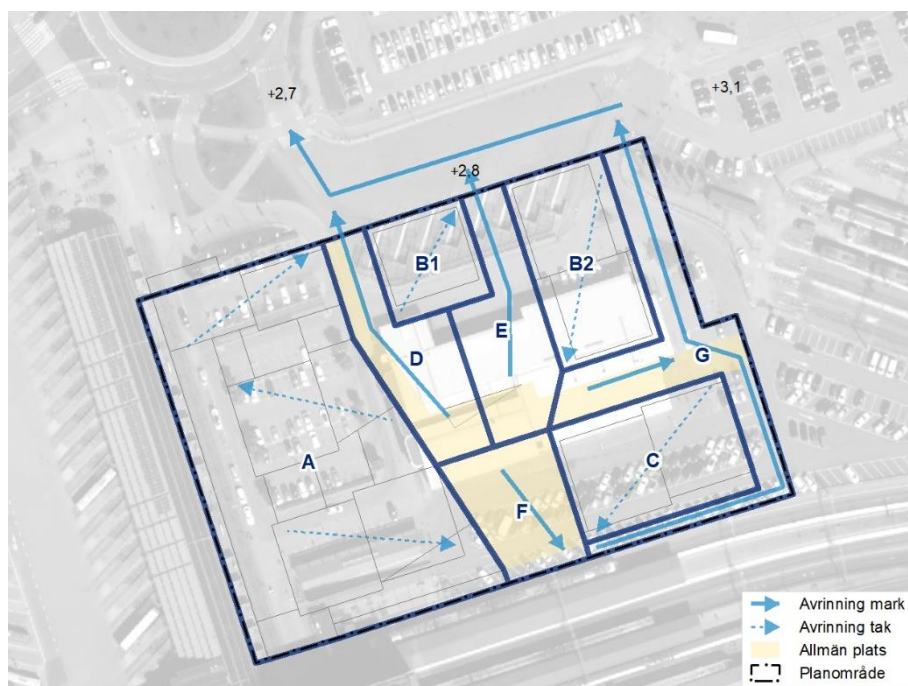 +2,7
+3,1
+2,8
B1
B2
E
D
G
A
C
F
Avrinning mark
Avrinning tak
Allmän plats
Planområde